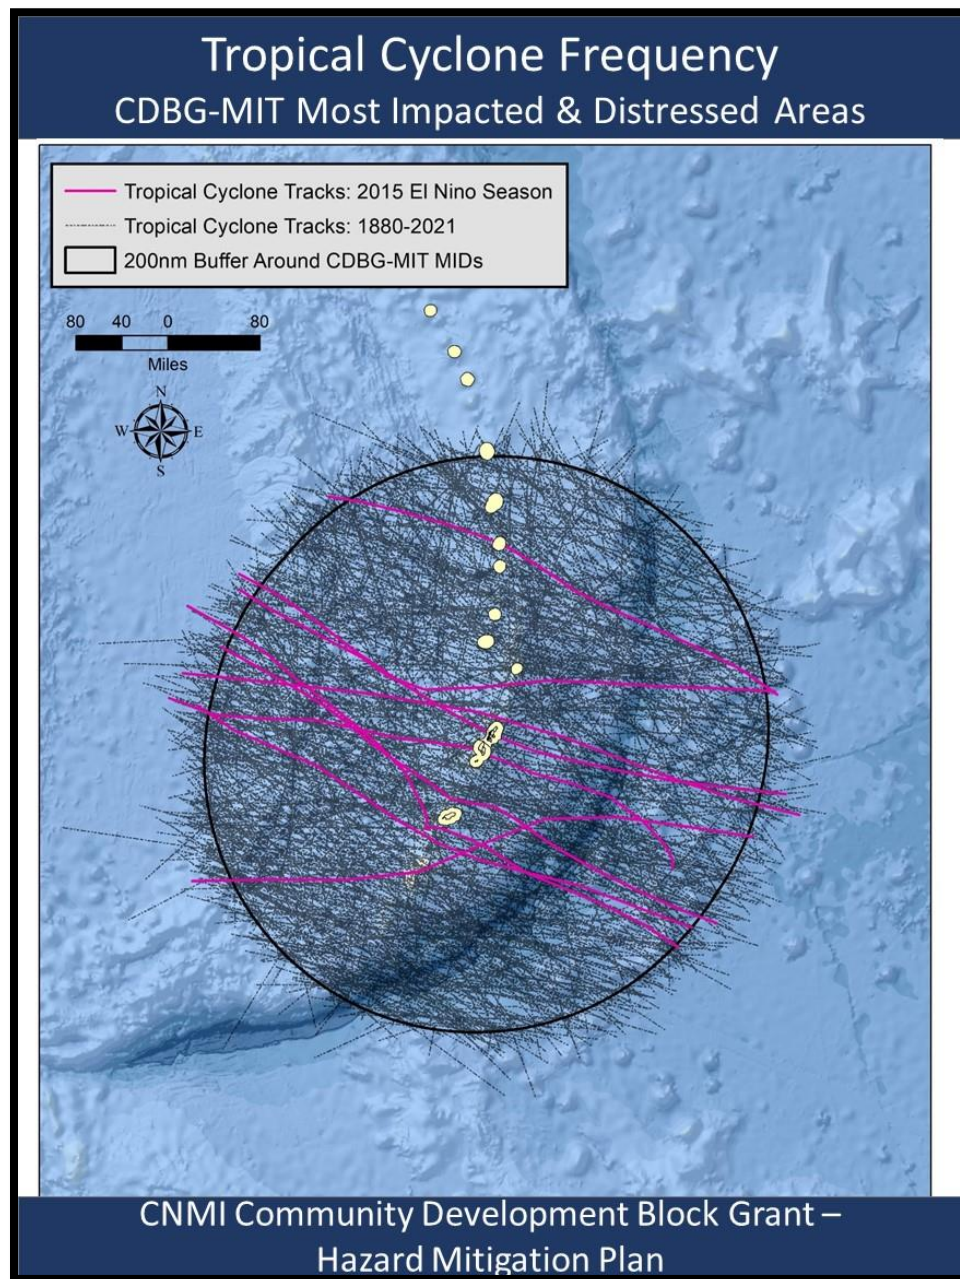 Tropical Cyclone Frequency
CDBG-MIT Most Impacted & Distressed Areas
Tropical Cyclone Tracks: 2015 El Nino Season
Tropical Cyclone Tracks: 1880-2021
200nm Buffer Around CDBG-MIT MIDs
80 40 0 80
Miles
N
W E
S
CNMI Community Development Block Grant –
Hazard Mitigation Plan